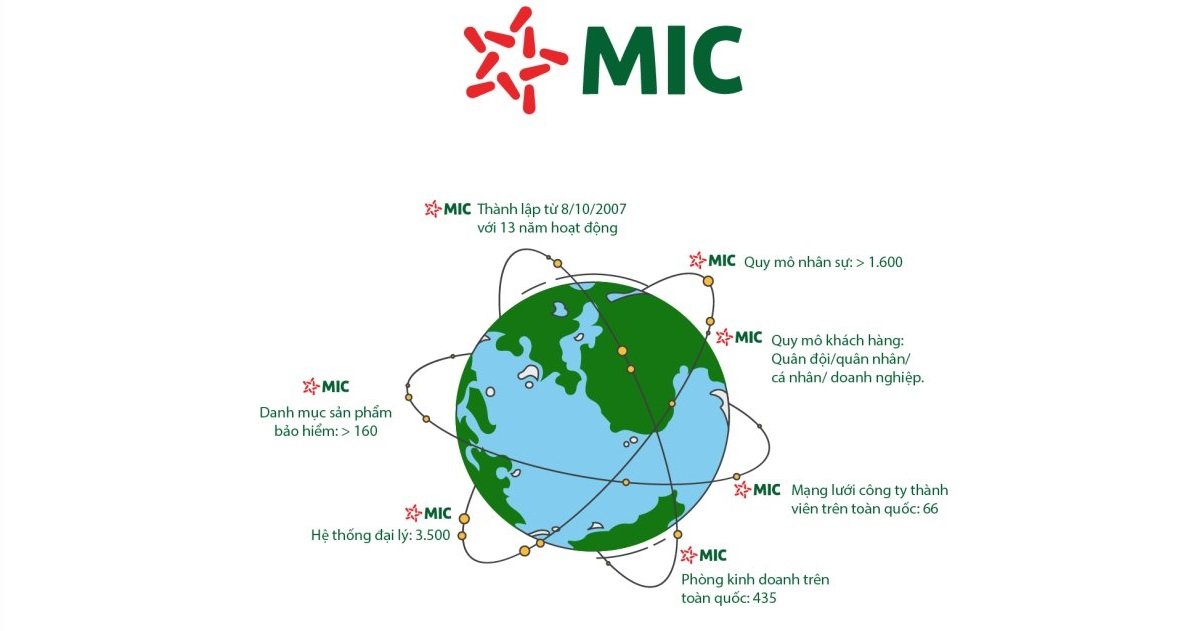 MIC
MIC Thành lập từ 8/10/2007
với 13 năm hoạt động
MIC Quy mô nhân sự: > 1.600
MIC Quy mô khách hàng:
Quân đội/quân nhân/
cá nhân/ doanh nghiệp.
MIC
Danh mục sản phẩm
bảo hiểm: > 160
MIC Mạng lưới công ty thành
viên trên toàn quốc: 66
MIC
Hệ thống đại lý: 3.500
MIC
Phòng kinh doanh trên
toàn quốc: 435